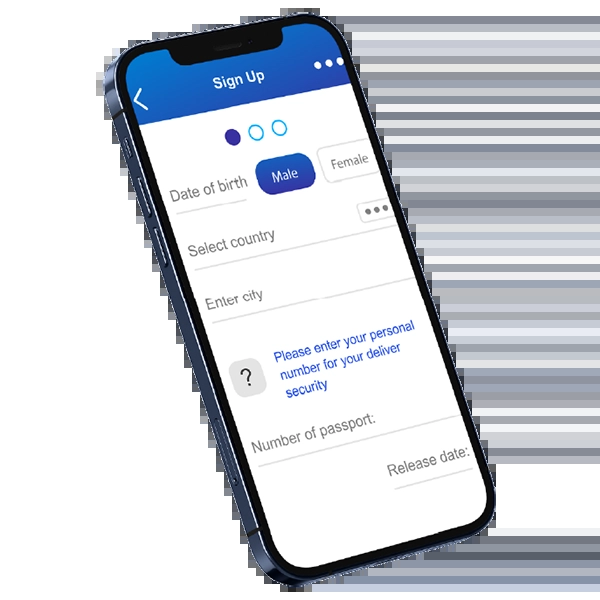 Sign Up
Date of birth
Male
Female
Select country
Enter city
?
Please enter your personal
number for your deliver
security
Number of passport:
Release date: